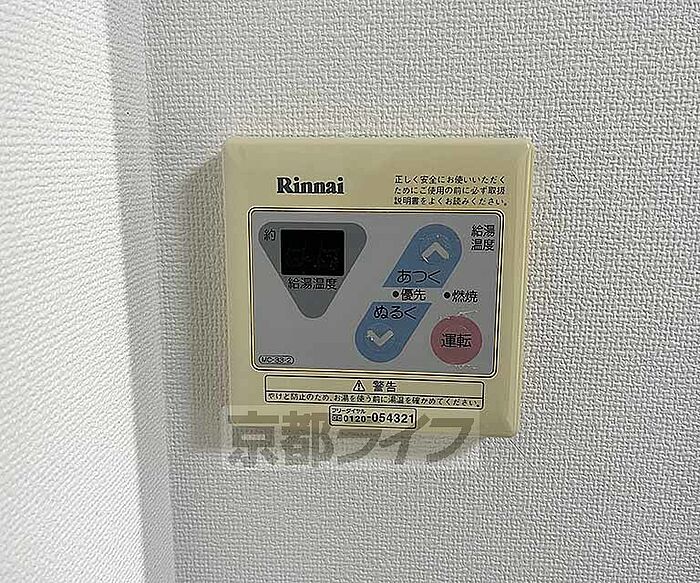 Rinnai
正しく安全にお使いいただく
ためにご使用の前に必ず取扱
説明書をよくお読みください。
約
給湯温度
あつく
給湯
温度
優先
燃焼
ぬるく
運転
MC-33-2
⚠ 警告
やけど防止のため、お湯を使う前に湯温を確かめてください。
フリーダイヤル
0120-054321
京都ライフ